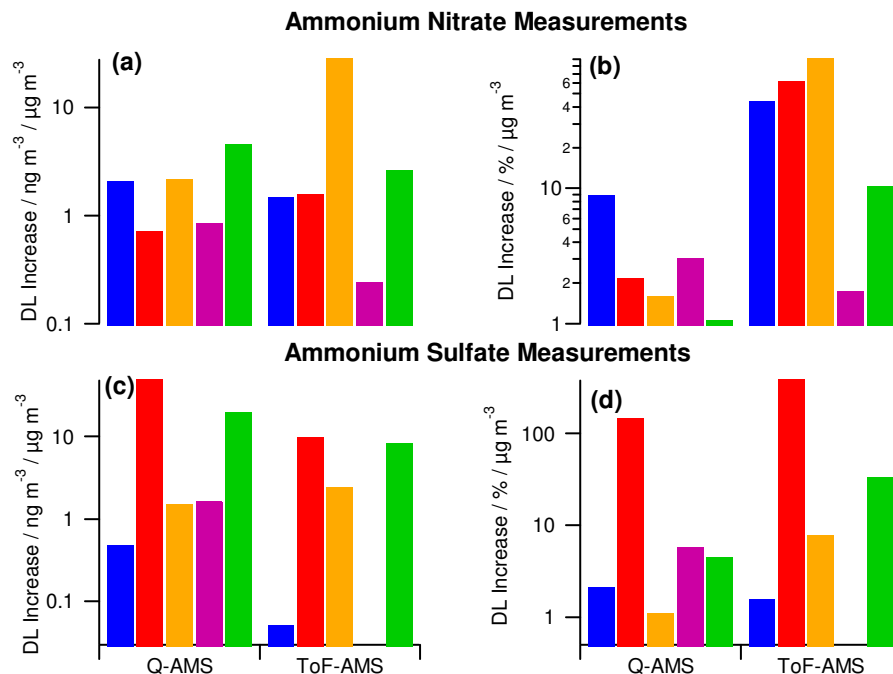 Ammonium Nitrate Measurements
(a)
(b)
DL Increase / ng m⁻³ / µg m⁻³
10
1
0.1
DL Increase / % / µg m⁻³
6
4
2
10
8
6
4
2
1
Ammonium Sulfate Measurements
(c)
(d)
DL Increase / ng m⁻³ / µg m⁻³
10
1
0.1
DL Increase / % / µg m⁻³
100
10
1
Q-AMS
ToF-AMS
Q-AMS
ToF-AMS